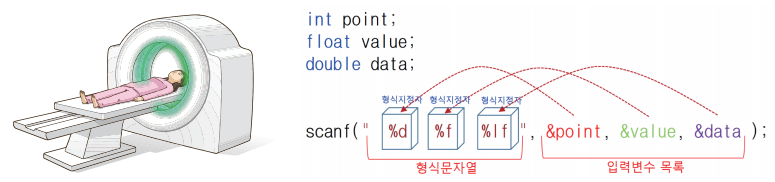 int point;
float value;
double data;
형식지정자 형식지정자 형식지정자
scanf(" %d %f %lf ", &point, &value, &data );
형식문자열 입력변수 목록